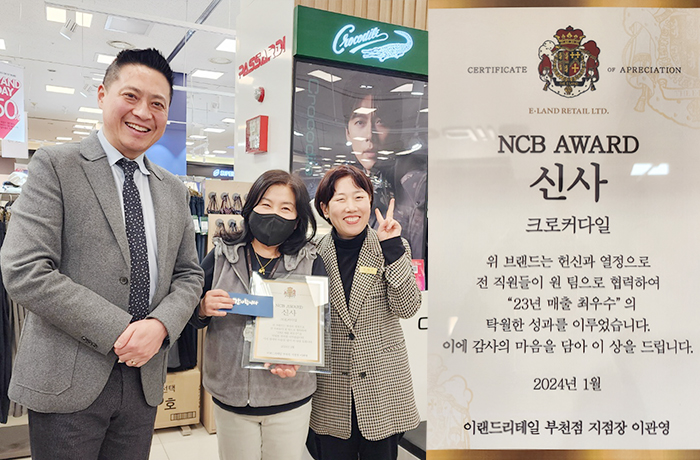 Crocodile
NCB AWARD
신사
CERTIFICATE OF APRECIATION
E-LAND RETAIL LTD.
NCB AWARD
신사
크로커다일
위 브랜드는 헌신과 열정으로
전 직원들이 원 팀으로 협력하여
“23년 매출 최우수” 의
탁월한 성과를 이루었습니다.
이에 감사의 마음을 담아 이 상을 드립니다.
2024년 1월
이랜드리테일 부천점 지점장 이관영